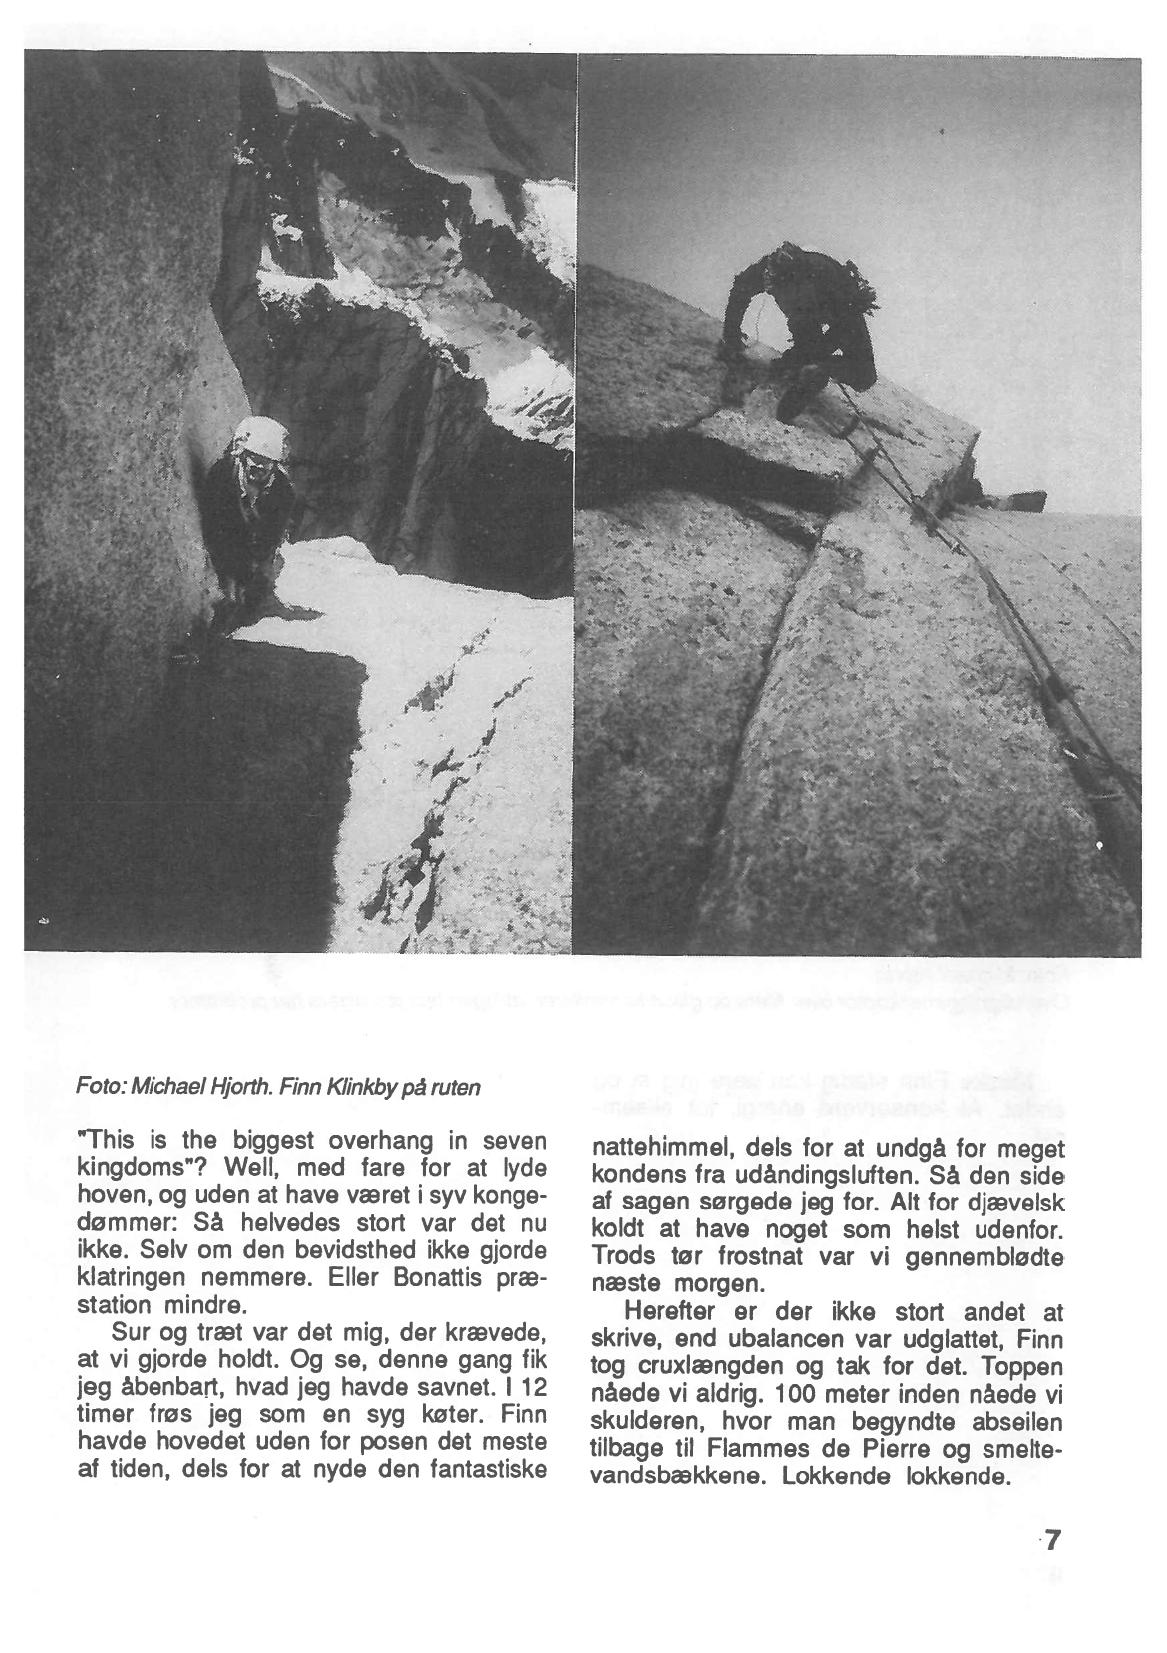 Foto: Michael Hjorth. Finn Klinkby på ruten
"This is the biggest overhang in seven
kingdoms"? Well, med fare for at lyde
hoven, og uden at have været i syv konge-
dømmer: Så helvedes stort var det nu
ikke. Selv om den bevidsthed ikke gjorde
klatringen nemmere. Eller Bonattis præ-
station mindre.
Sur og træt var det mig, der krævede,
at vi gjorde holdt. Og se, denne gang fik
jeg åbenbart, hvad jeg havde savnet. I 12
timer frøs jeg som en syg køter. Finn
havde hovedet uden for posen det meste
af tiden, dels for at nyde den fantastiske
nattehimmel, dels for at undgå for meget
kondens fra udåndingsluften. Så den side
af sagen sørgede jeg for. Alt for djævelsk
koldt at have noget som helst udenfor.
Trods tør frostnat var vi gennemblødte
næste morgen.
Herefter er der ikke stort andet at
skrive, end ubalancen var udglattet, Finn
tog cruxlængden og tak for det. Toppen
nåede vi aldrig. 100 meter inden nåede vi
skulderen, hvor man begyndte abseilen
tilbage til Flammes de Pierre og smelte-
vandsbækkene. Lokkende lokkende.
7